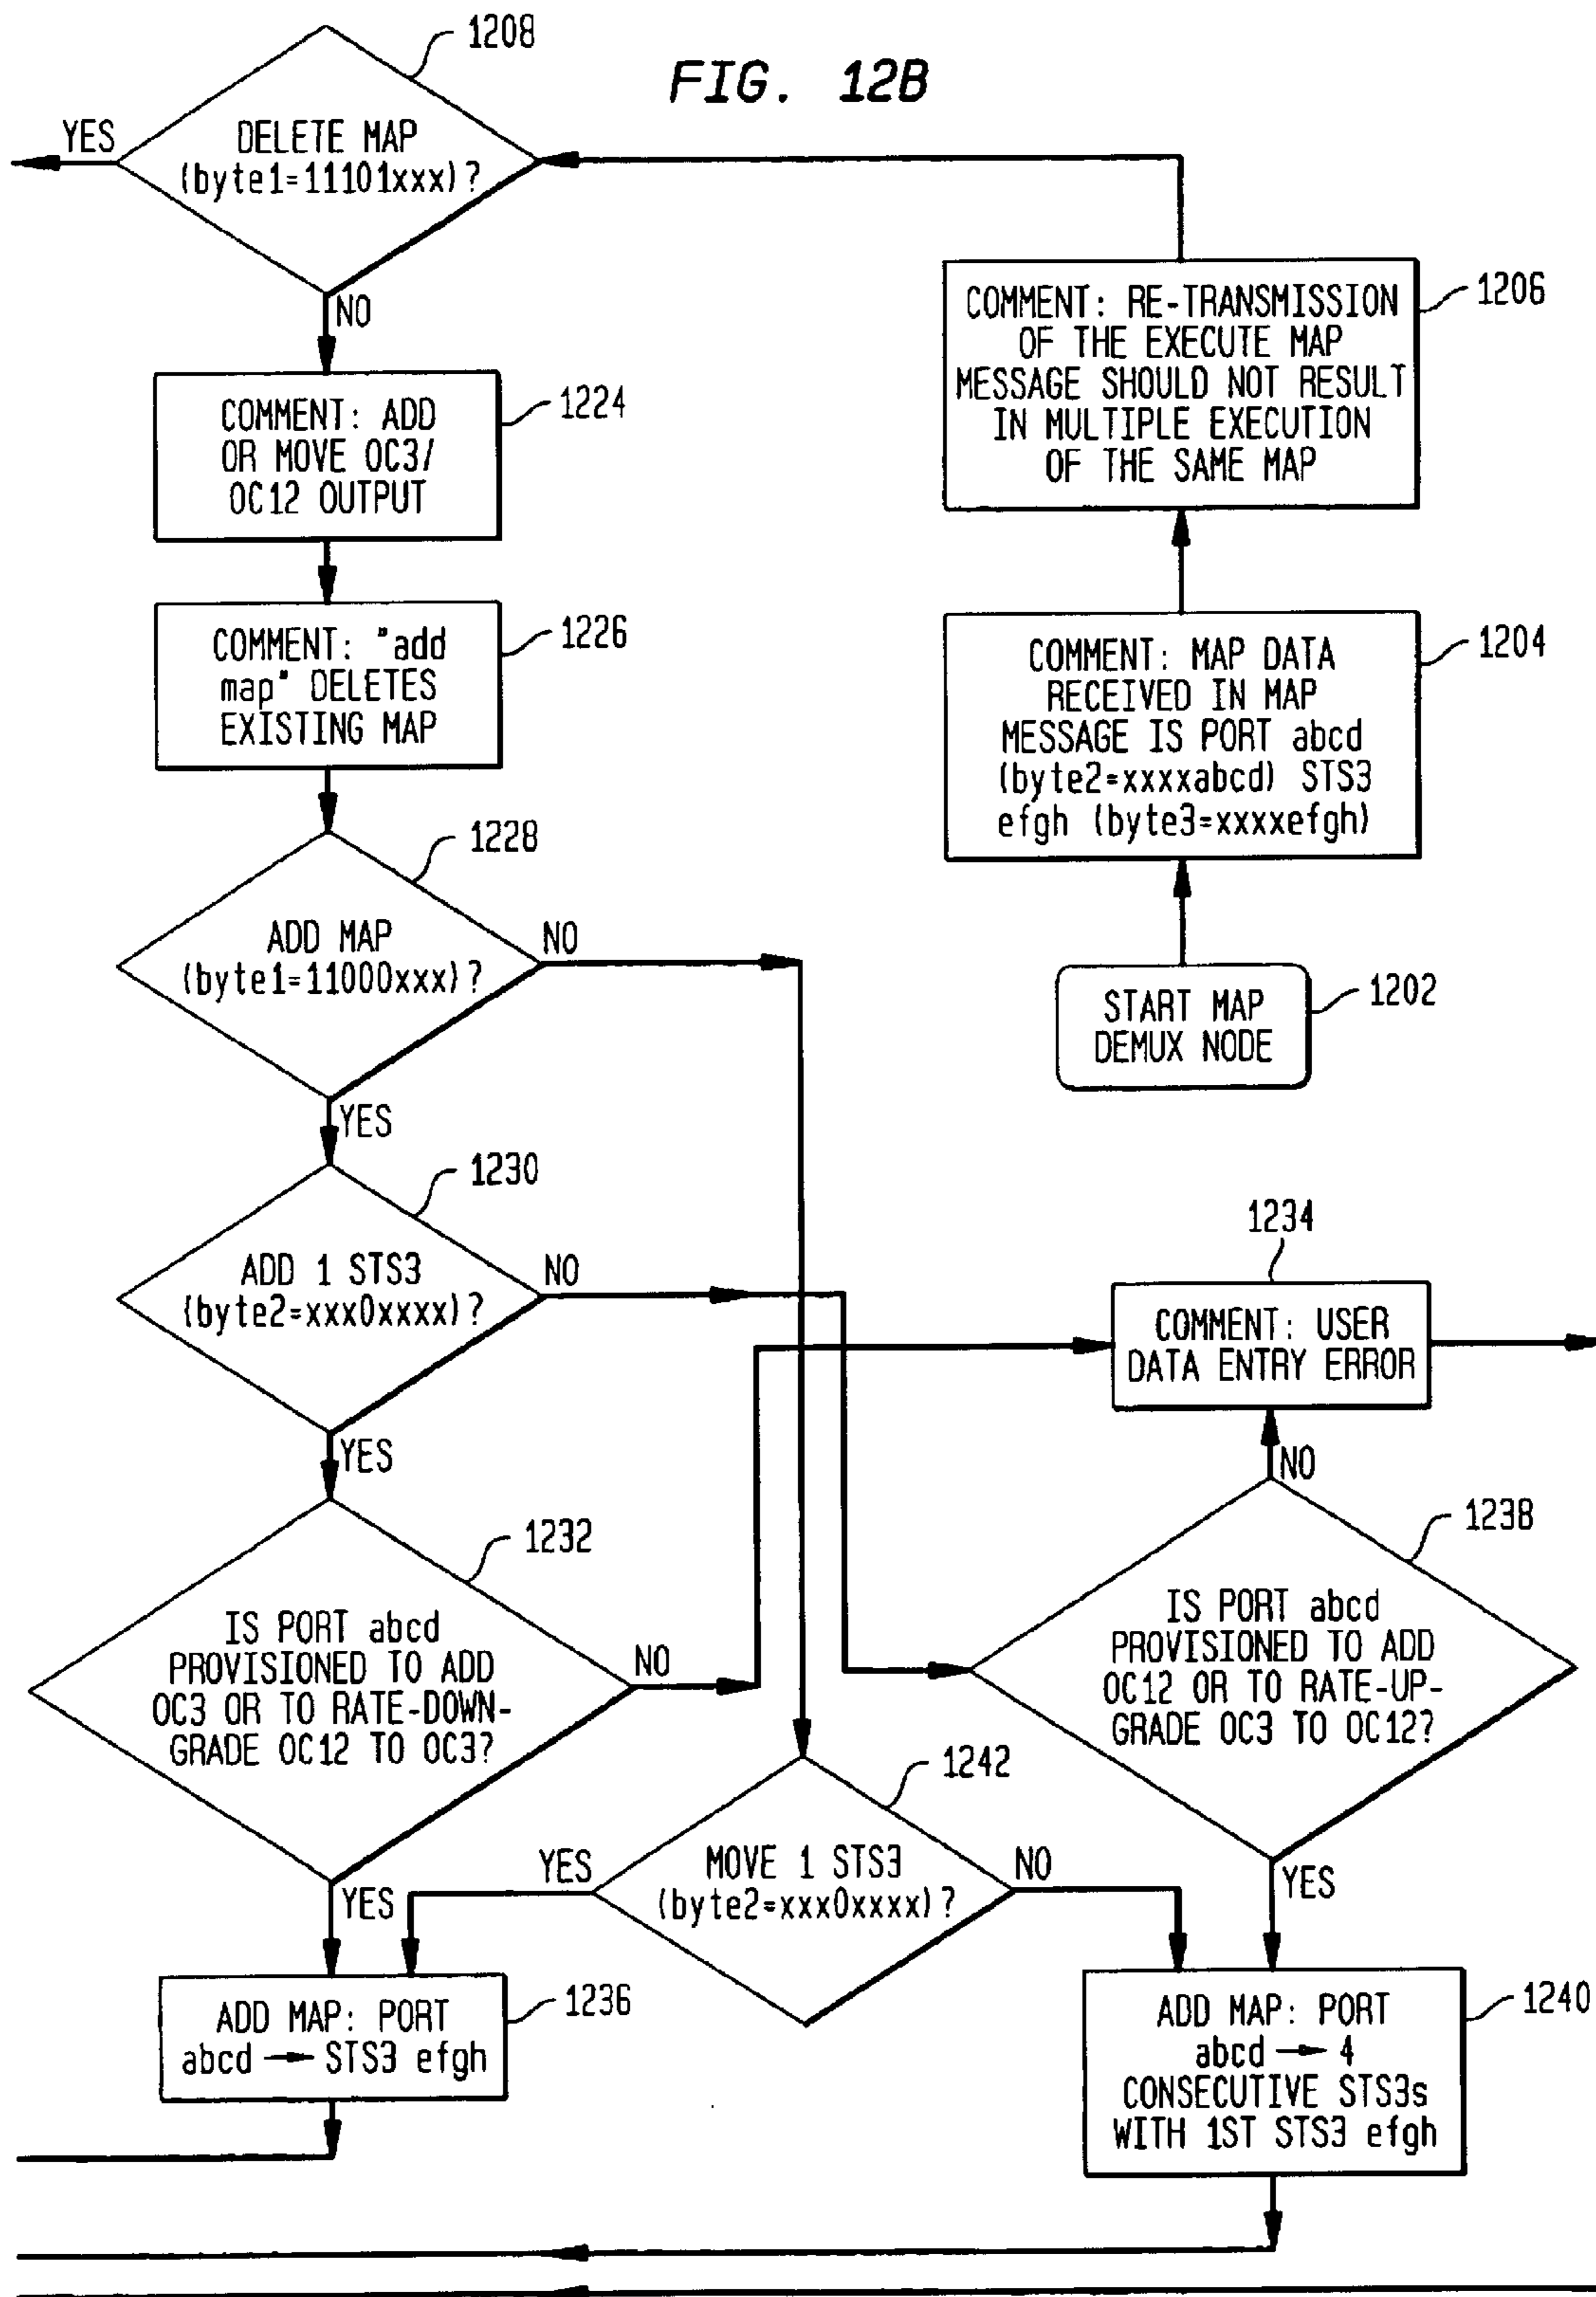 FIG. 12B
1208
YES
DELETE MAP
(byte1=11101xxx)?
NO
1206
COMMENT: RE-TRANSMISSION
OF THE EXECUTE MAP
MESSAGE SHOULD NOT RESULT
IN MULTIPLE EXECUTION
OF THE SAME MAP
1224
COMMENT: ADD
OR MOVE OC3/
OC12 OUTPUT
1226
COMMENT: "add
map" DELETES
EXISTING MAP
1204
COMMENT: MAP DATA
RECEIVED IN MAP
MESSAGE IS PORT abcd
(byte2=xxxxabcd) STS3
efgh (byte3=xxxxefgh)
1228
ADD MAP
(byte1=11000xxx)?
NO
YES
1202
START MAP
DEMUX NODE
1230
ADD 1 STS3
(byte2=xxx0xxxx)?
NO
YES
1234
COMMENT: USER
DATA ENTRY ERROR
NO
1232
IS PORT abcd
PROVISIONED TO ADD
OC3 OR TO RATE-DOWN-
GRADE OC12 TO OC3?
NO
YES
1238
IS PORT abcd
PROVISIONED TO ADD
OC12 OR TO RATE-UP-
GRADE OC3 TO OC12?
YES
1242
YES
MOVE 1 STS3
(byte2=xxx0xxxx)?
NO
1236
ADD MAP: PORT
abcd → STS3 efgh
1240
ADD MAP: PORT
abcd → 4
CONSECUTIVE STS3s
WITH 1ST STS3 efgh